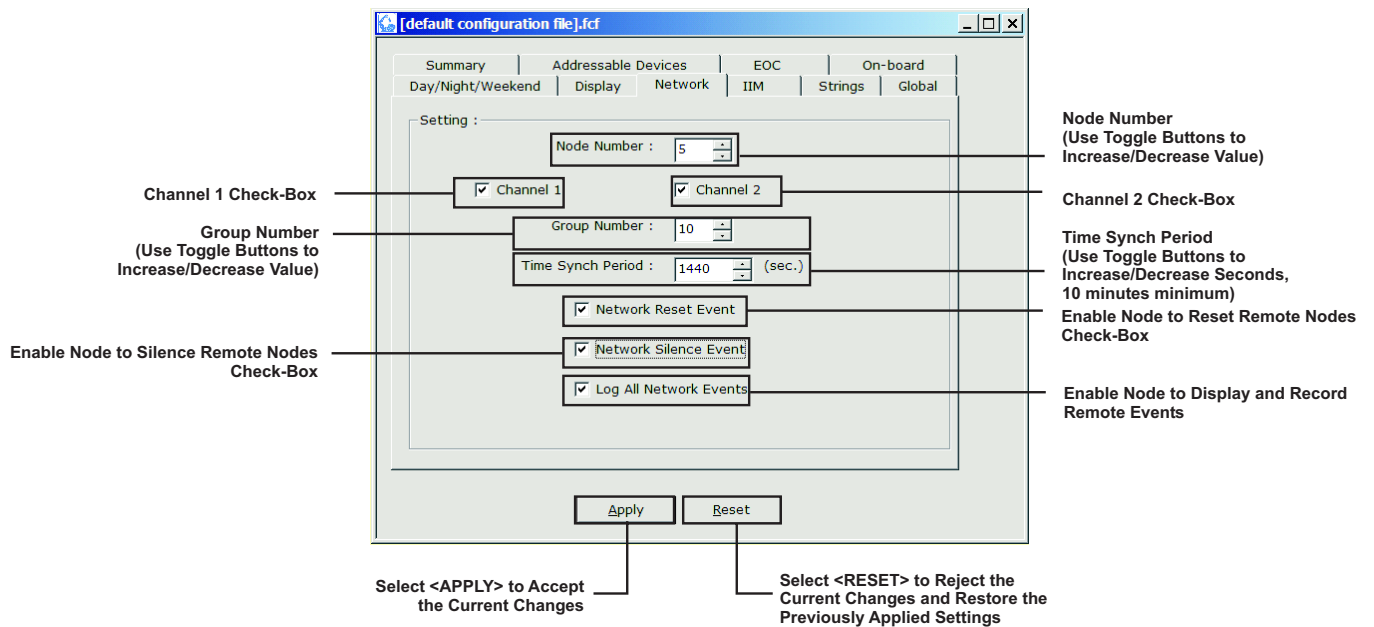 [default configuration file].fcf
Summary
Addressable Devices
EOC
On-board
Day/Night/Weekend
Display
Network
IIM
Strings
Global
Setting :
Node Number :
5
Node Number
(Use Toggle Buttons to
Increase/Decrease Value)
Channel 1 Check-Box
Channel 1
Channel 2
Channel 2 Check-Box
Group Number
(Use Toggle Buttons to
Increase/Decrease Value)
Group Number :
10
Time Synch Period :
1440
(sec.)
Time Synch Period
(Use Toggle Buttons to
Increase/Decrease Seconds,
10 minutes minimum)
Network Reset Event
Enable Node to Reset Remote Nodes
Check-Box
Enable Node to Silence Remote Nodes
Check-Box
Network Silence Event
Log All Network Events
Enable Node to Display and Record
Remote Events
Apply
Reset
Select <APPLY> to Accept
the Current Changes
Select <RESET> to Reject the
Current Changes and Restore the
Previously Applied Settings